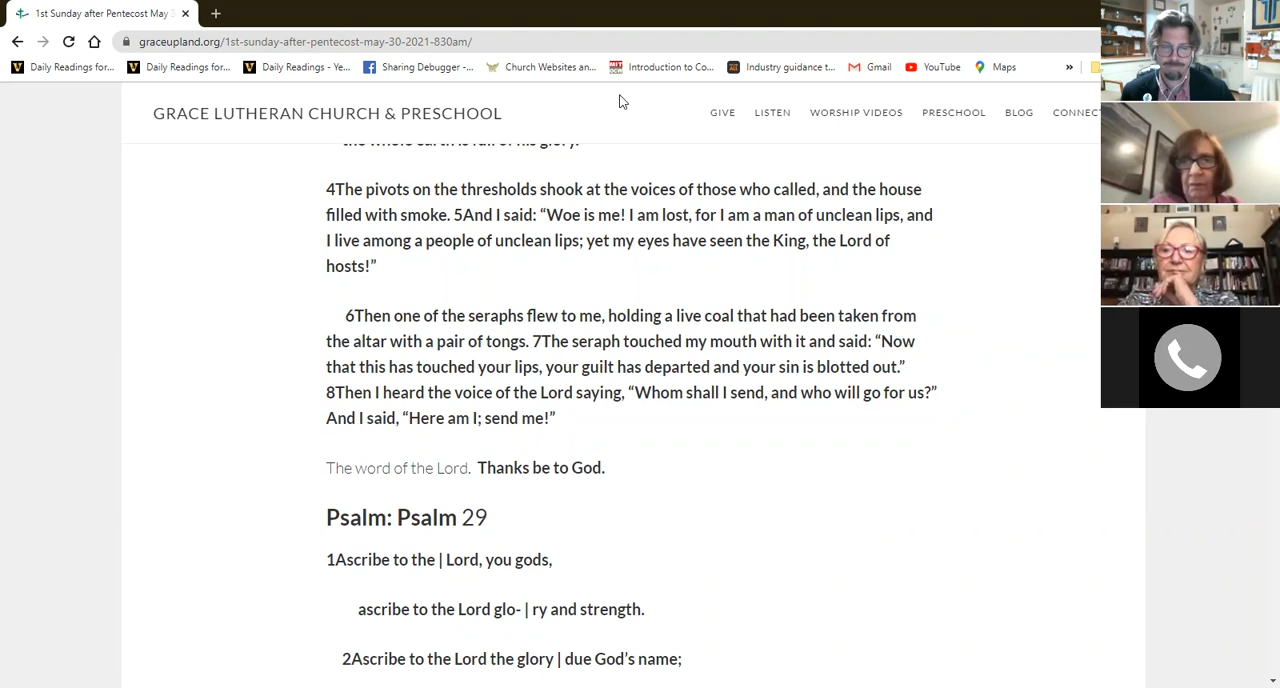 1st Sunday after Pentecost May
graceupland.org/1st-sunday-after-pentecost-may-30-2021-830am/
Daily Readings for... Daily Readings for... Daily Readings - Ye... Sharing Debugger -... Church Websites an... Introduction to Co... Industry guidance t... Gmail YouTube Maps »
GRACE LUTHERAN CHURCH & PRESCHOOL GIVE LISTEN WORSHIP VIDEOS PRESCHOOL BLOG CONNECT
the whole earth is full of his glory.
4The pivots on the thresholds shook at the voices of those who called, and the house
filled with smoke. 5And I said: “Woe is me! I am lost, for I am a man of unclean lips, and
I live among a people of unclean lips; yet my eyes have seen the King, the Lord of
hosts!”
6Then one of the seraphs flew to me, holding a live coal that had been taken from
the altar with a pair of tongs. 7The seraph touched my mouth with it and said: “Now
that this has touched your lips, your guilt has departed and your sin is blotted out.”
8Then I heard the voice of the Lord saying, “Whom shall I send, and who will go for us?”
And I said, “Here am I; send me!”
The word of the Lord. Thanks be to God.
Psalm: Psalm 29
1Ascribe to the | Lord, you gods,
ascribe to the Lord glo- | ry and strength.
2Ascribe to the Lord the glory | due God’s name;